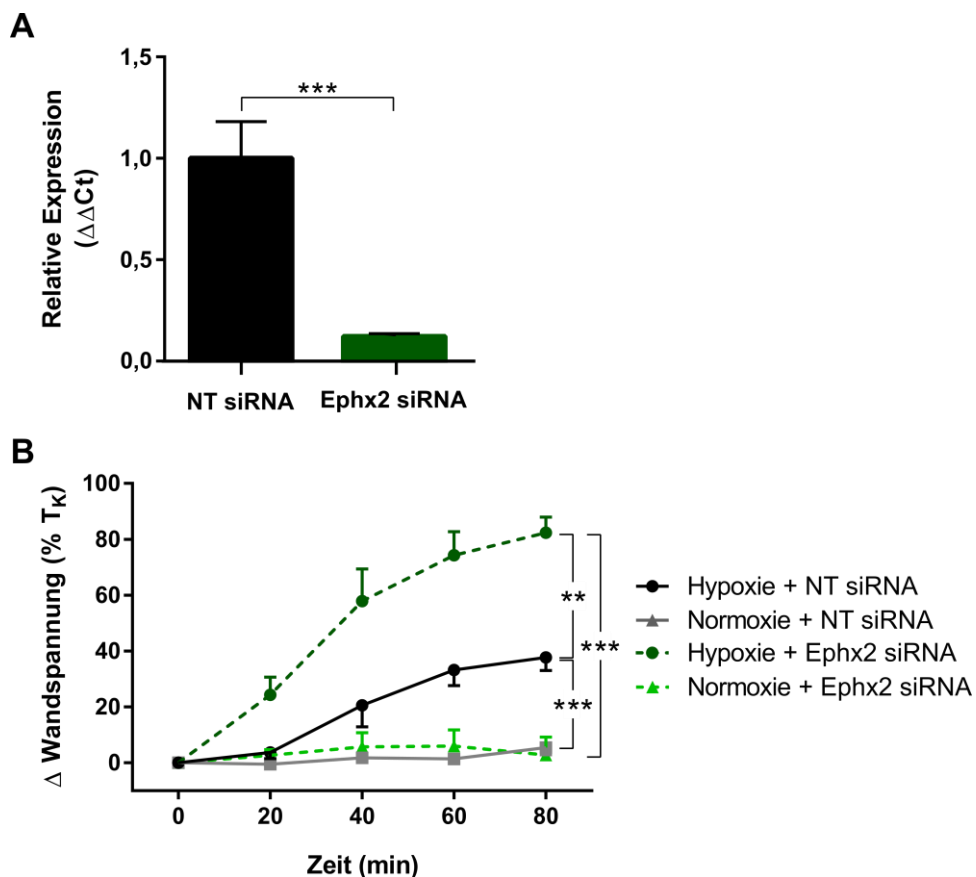 A
1,5
1,0
0,5
0,0
Relative Expression
(ΔΔCt)
***
NT siRNA
Ephx2 siRNA
B
100
80
60
40
20
0
Δ Wandspannung (% T_K)
0
20
40
60
80
Zeit (min)
**
***
***
Hypoxie + NT siRNA
Normoxie + NT siRNA
Hypoxie + Ephx2 siRNA
Normoxie + Ephx2 siRNA